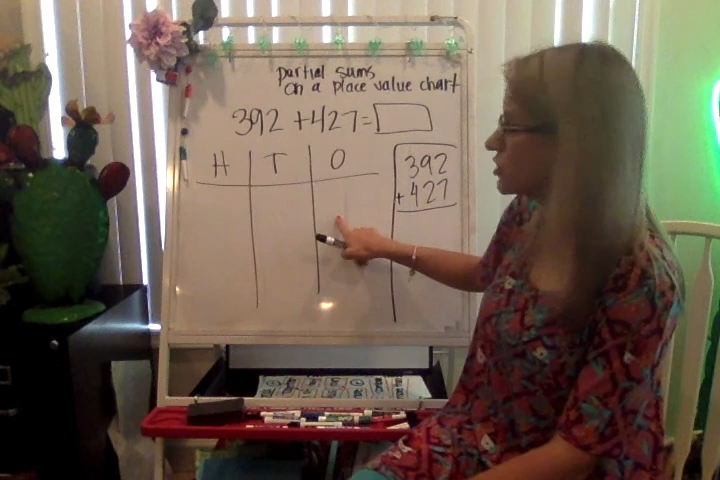 partial sums
on a place value chart
392 + 427 =
H T O
392
+ 427